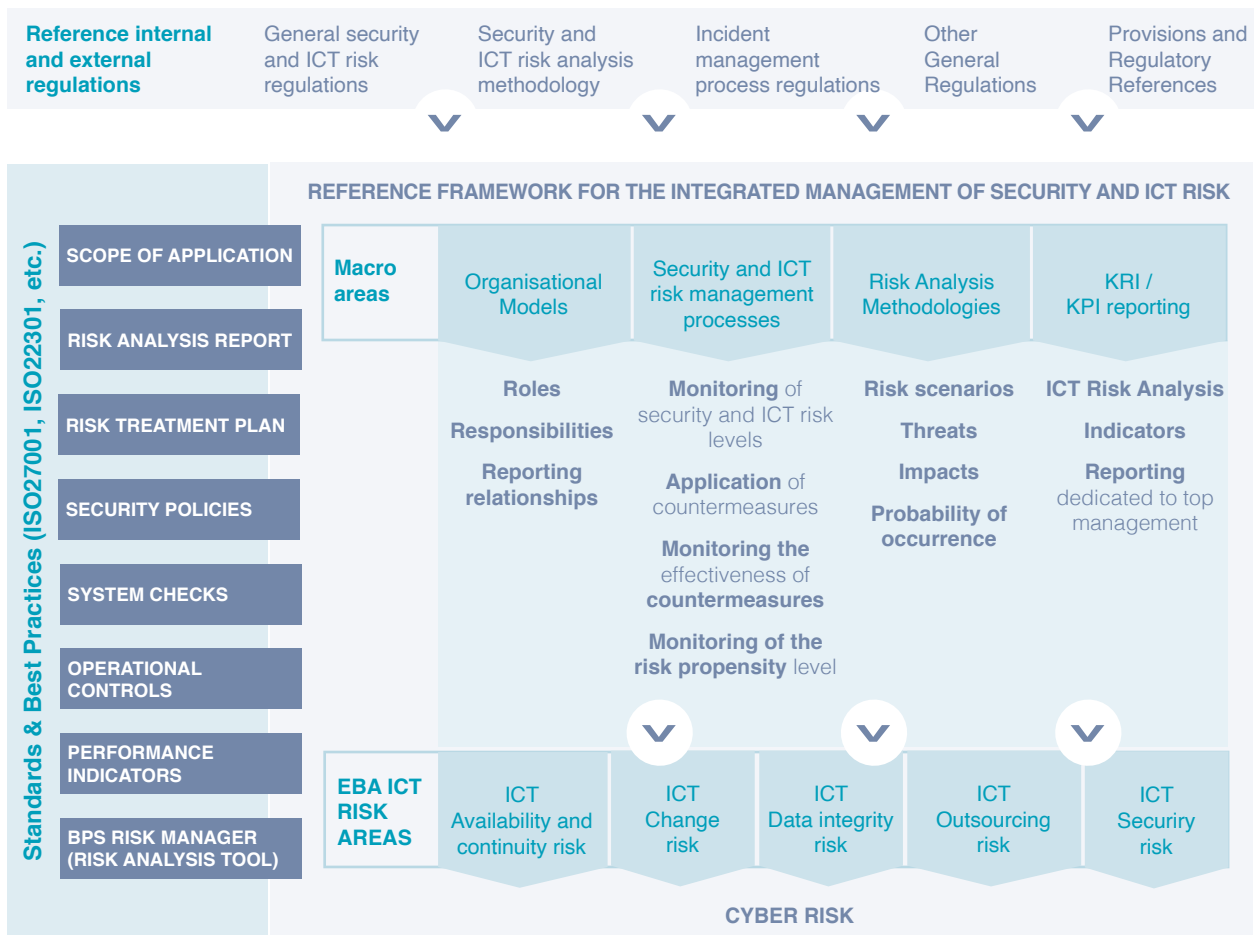 Reference internal
and external
regulations
General security
and ICT risk
regulations
Security and
ICT risk analysis
methodology
Incident
management
process regulations
Other
General
Regulations
Provisions and
Regulatory
References
Standards & Best Practices (ISO27001, ISO22301, etc.)
SCOPE OF APPLICATION
RISK ANALYSIS REPORT
RISK TREATMENT PLAN
SECURITY POLICIES
SYSTEM CHECKS
OPERATIONAL
CONTROLS
PERFORMANCE
INDICATORS
BPS RISK MANAGER
(RISK ANALYSIS TOOL)
REFERENCE FRAMEWORK FOR THE INTEGRATED MANAGEMENT OF SECURITY AND ICT RISK
Macro
areas
Organisational
Models
Security and ICT
risk management
processes
Risk Analysis
Methodologies
KRI /
KPI reporting
Roles
Responsibilities
Reporting
relationships
Monitoring of
security and ICT risk
levels
Application of
countermeasures
Monitoring the
effectiveness of
countermeasures
Monitoring of the
risk propensity level
Risk scenarios
Threats
Impacts
Probability of
occurrence
ICT Risk Analysis
Indicators
Reporting
dedicated to top
management
EBA ICT
RISK
AREAS
ICT
Availability and
continuity risk
ICT
Change
risk
ICT
Data integrity
risk
ICT
Outsourcing
risk
ICT
Securiry
risk
CYBER RISK